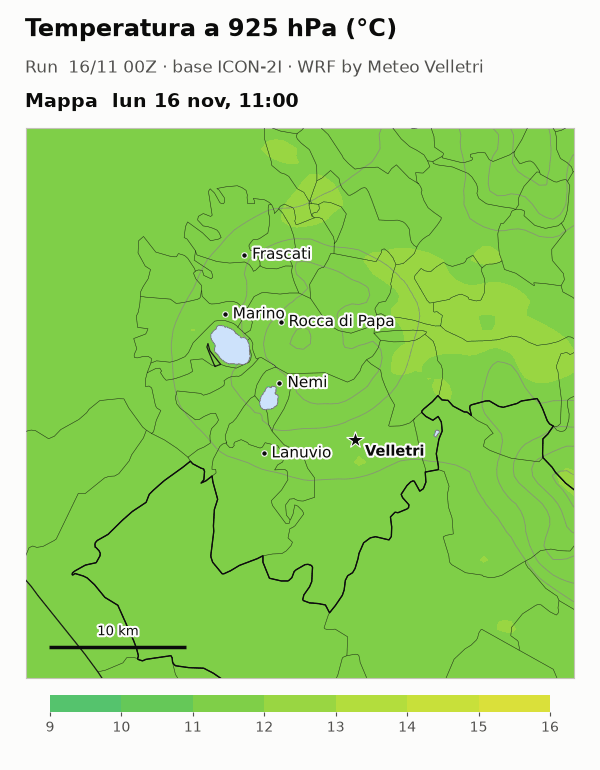 Temperatura a 925 hPa (°C)
Run  16/11 00Z · base ICON-2I · WRF by Meteo Velletri
Mappa  lun 16 nov, 11:00
Frascati
Marino
Rocca di Papa
Nemi
Velletri
Lanuvio
10 km
9 10 11 12 13 14 15 16